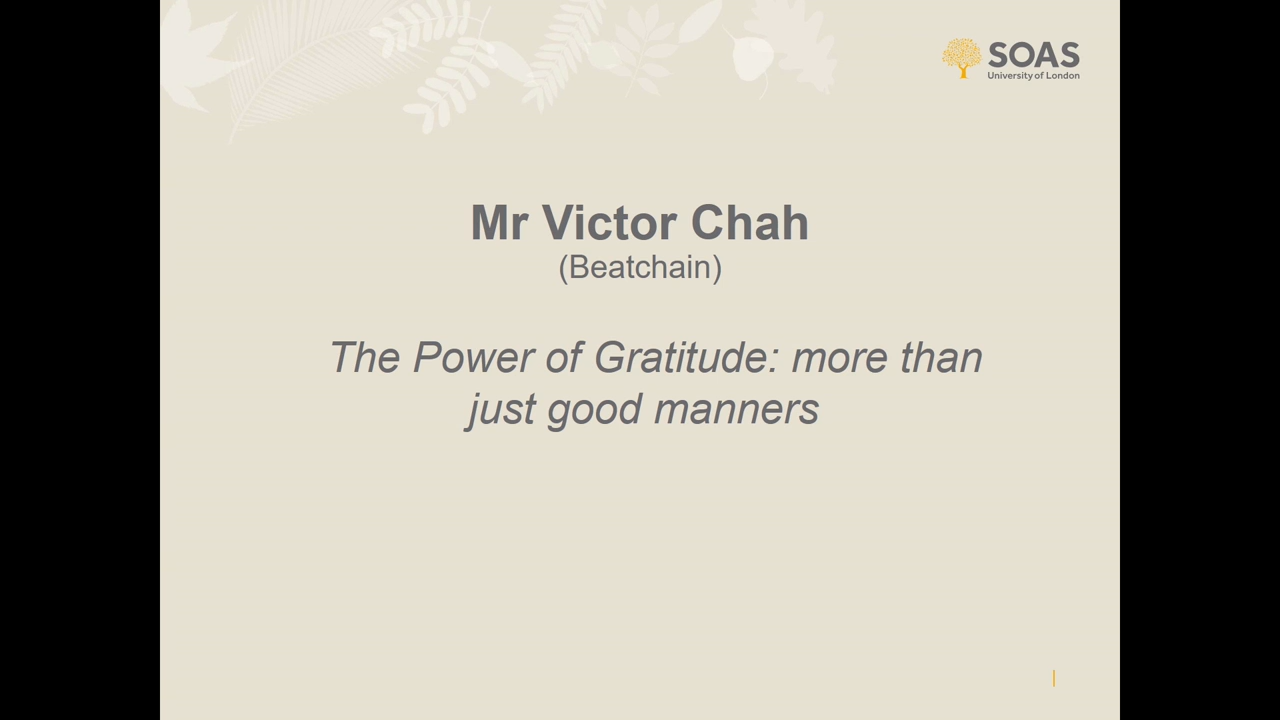 SOAS
University of London
Mr Victor Chah
(Beatchain)
The Power of Gratitude: more than
just good manners